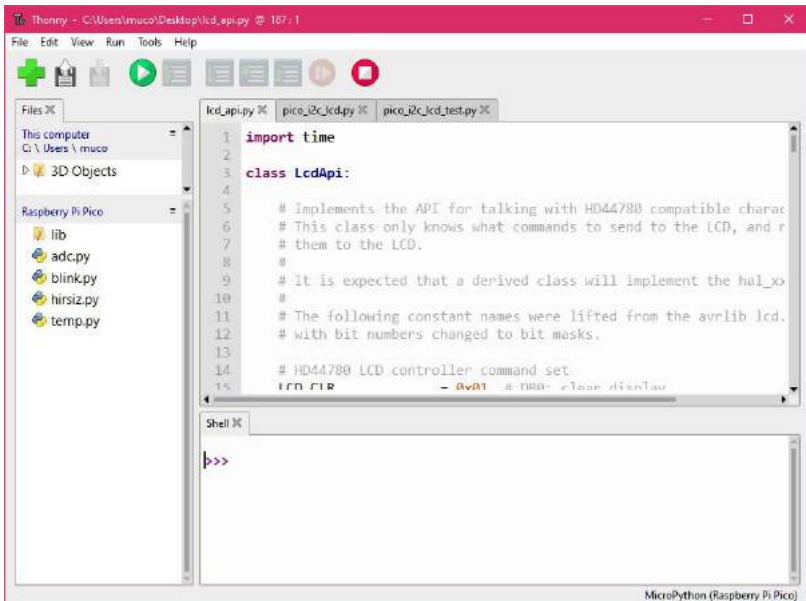 Thonny - C:\Users\muco\Desktop\lcd_api.py @ 187:1
File Edit View Run Tools Help
Files
This computer
C:\ Users \ muco
3D Objects
Raspberry Pi Pico
lib
adc.py
blink.py
hirsiz.py
temp.py
lcd_api.py pico_i2c_lcd.py pico_i2c_lcd_test.py
1 import time
2
3 class LcdApi:
4
5 # Implements the API for talking with HD44780 compatible charac
6 # This class only knows what commands to send to the LCD, and
7 # them to the LCD.
8 #
9 # It is expected that a derived class will implement the hal_x
10 #
11 # The following constant names were lifted from the avrlib lcd.
12 # with bit numbers changed to bit masks.
13
14 # HD44780 LCD controller command set
15 LCD_CLR = 0x01 # DB0: clear display
Shell
>>>
MicroPython (Raspberry Pi Pico)